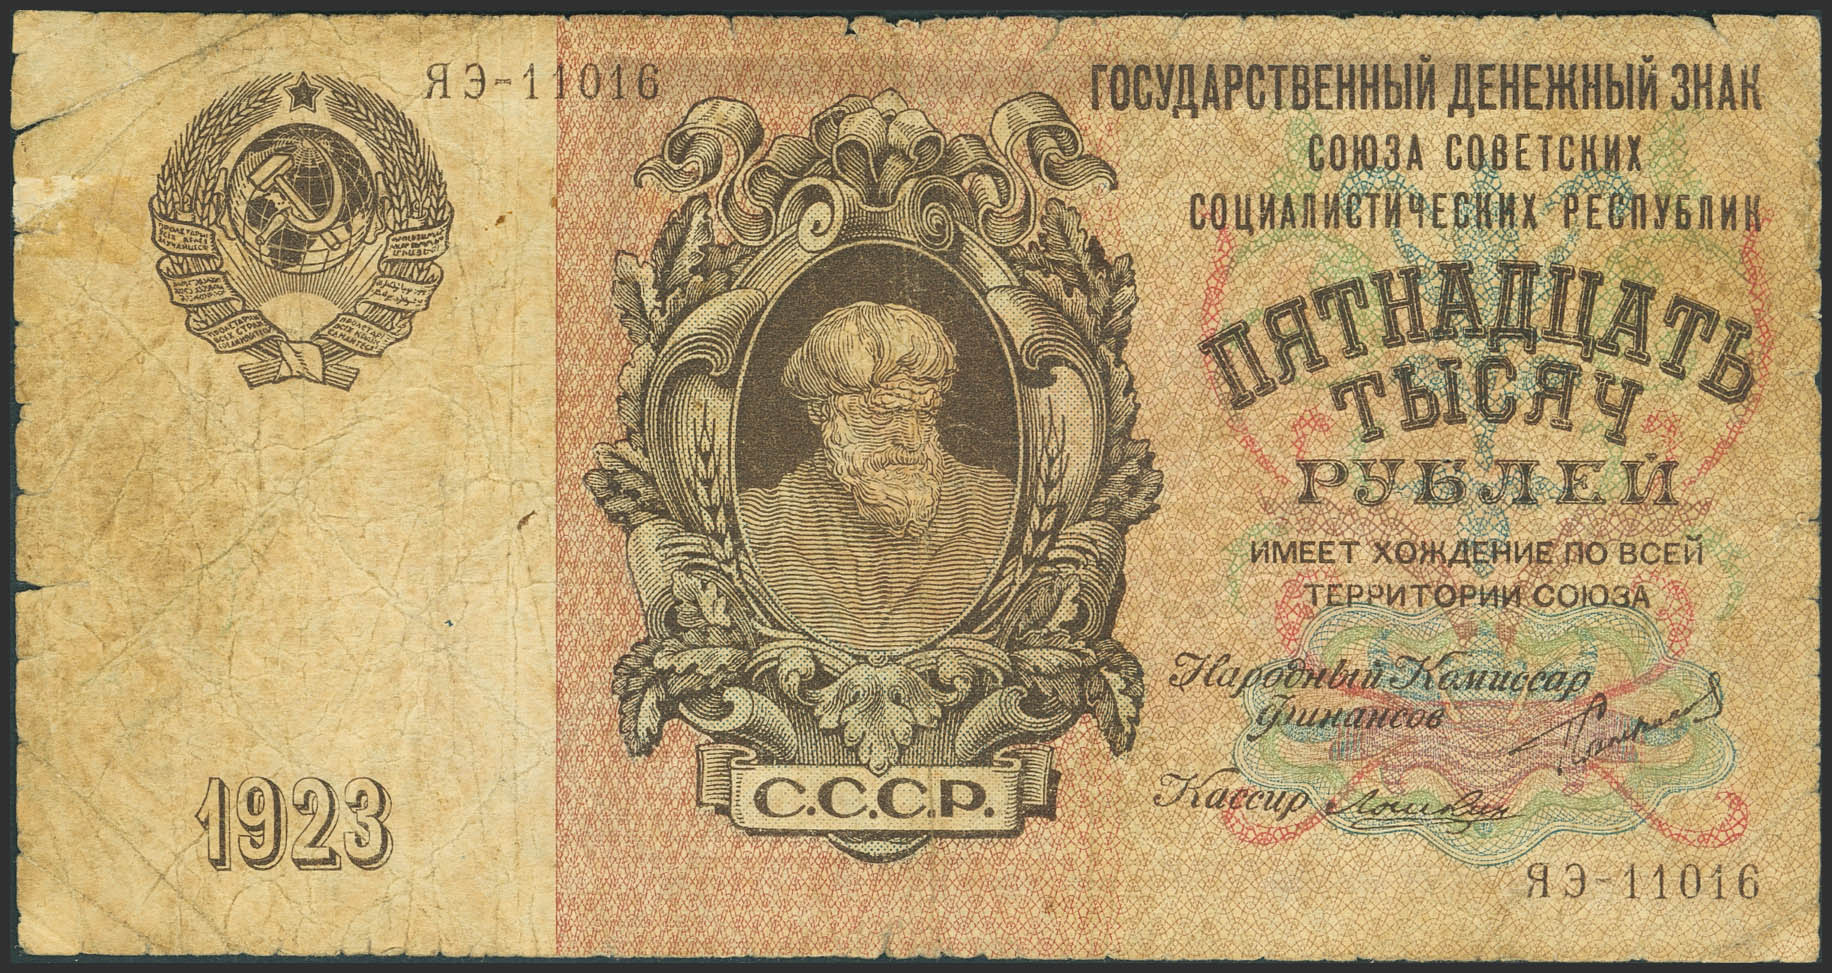 ЯЭ-11016
ГОСУДАРСТВЕННЫЙ ДЕНЕЖНЫЙ ЗНАК
СОЮЗА СОВЕТСКИХ
СОЦИАЛИСТИЧЕСКИХ РЕСПУБЛИК
ПЯТНАДЦАТЬ
ТЫСЯЧ
РУБЛЕЙ
ИМЕЕТ ХОЖДЕНИЕ ПО ВСЕЙ
ТЕРРИТОРИИ СОЮЗА
Народный Комиссар
Финансов
Кассир
С.С.С.Р.
1923
ЯЭ-11016